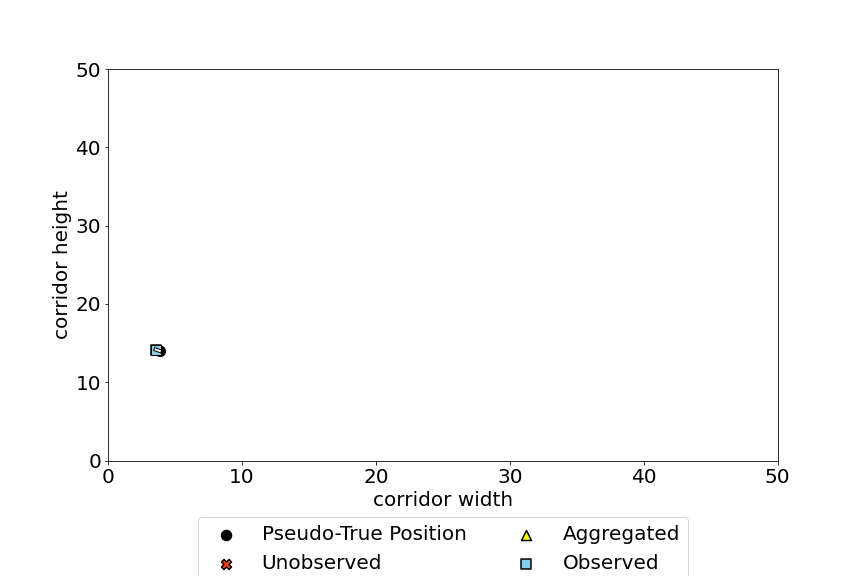 50
40
30
20
10
0
corridor height
0 10 20 30 40 50
corridor width
Pseudo-True Position Aggregated
Unobserved Observed